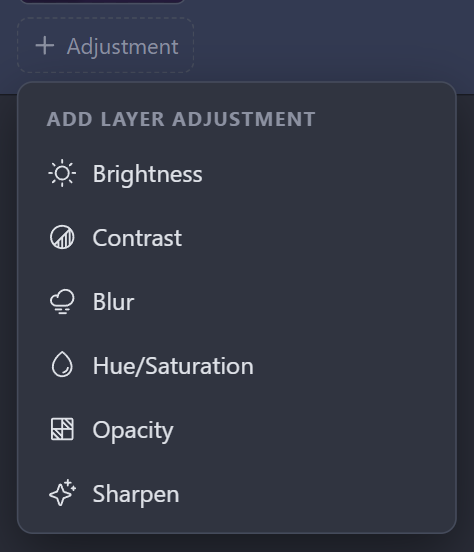 Adjustment
ADD LAYER ADJUSTMENT
Brightness
Contrast
Blur
Hue/Saturation
Opacity
Sharpen